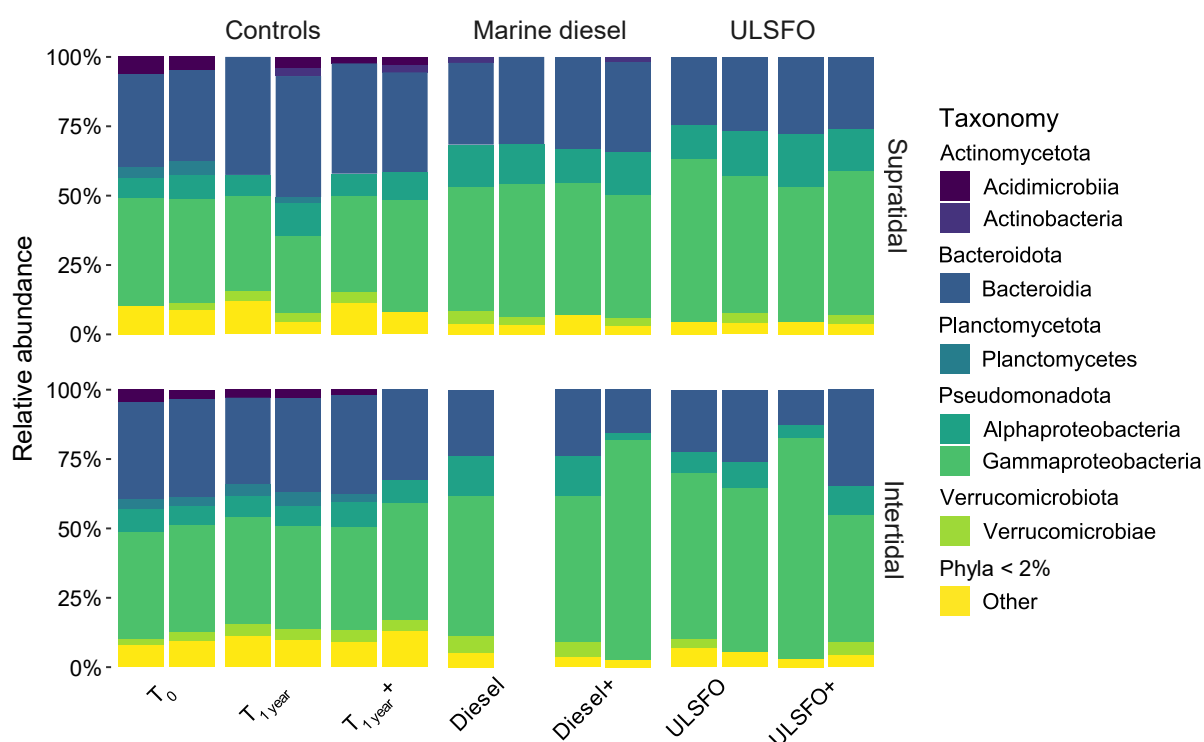 Controls Marine diesel ULSFO
Relative abundance
100%
75%
50%
25%
0%
Supratidal
100%
75%
50%
25%
0%
Intertidal
T0 T1 year T1 year + Diesel Diesel+ ULSFO ULSFO+
Taxonomy
Actinomycetota
Acidimicrobiia
Actinobacteria
Bacteroidota
Bacteroidia
Planctomycetota
Planctomycetes
Pseudomonadota
Alphaproteobacteria
Gammaproteobacteria
Verrucomicrobiota
Verrucomicrobiae
Phyla < 2%
Other